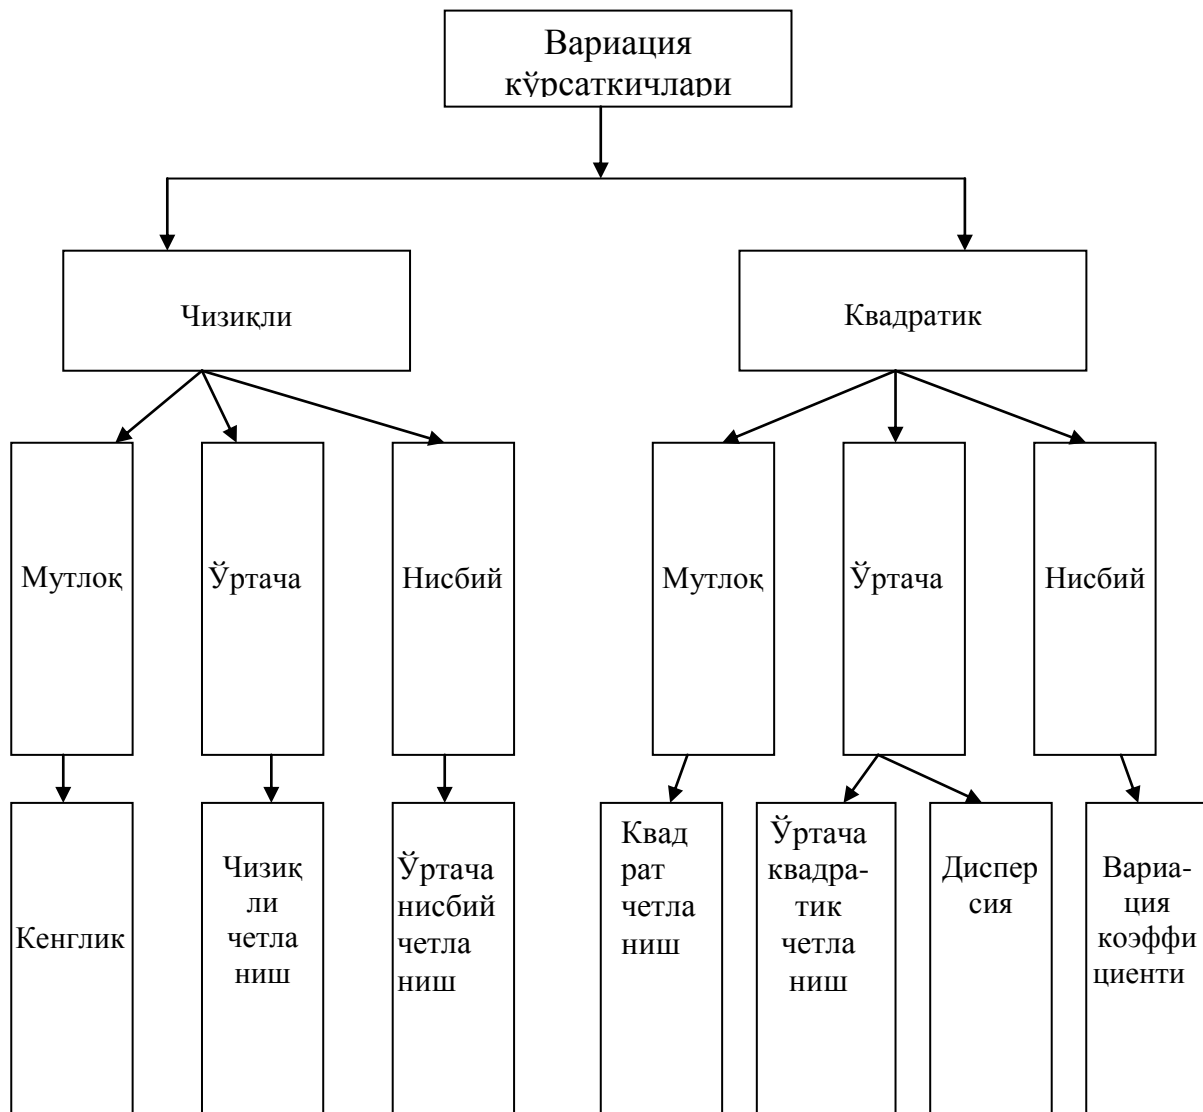 Вариация
кўрсаткичлари
Чизиқли
Квадратик
Мутлоқ
Ўртача
Нисбий
Мутлоқ
Ўртача
Нисбий
Кенглик
Чизиқ
ли
четла
ниш
Ўртача
нисбий
четла
ниш
Квад
рат
четла
ниш
Ўртача
квадра-
тик
четла
ниш
Диспер
сия
Вариа-
ция
коэффи
циенти